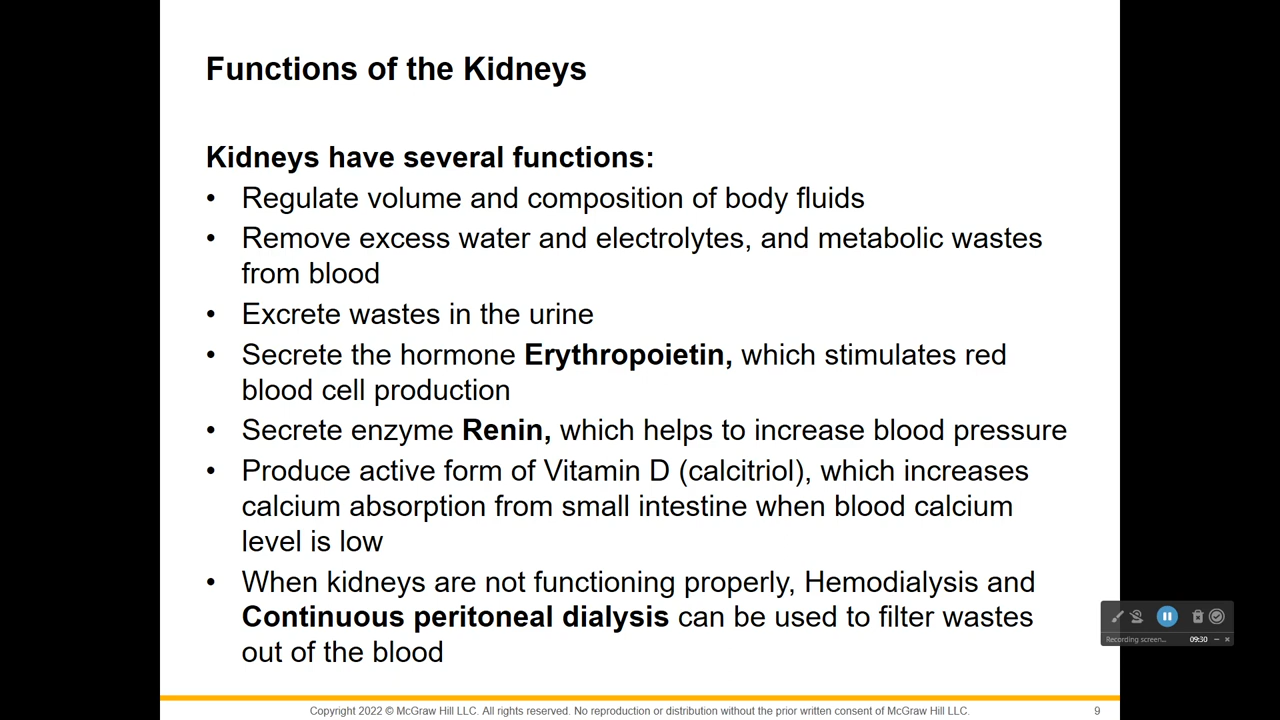 Functions of the Kidneys
Kidneys have several functions:
• Regulate volume and composition of body fluids
• Remove excess water and electrolytes, and metabolic wastes
from blood
• Excrete wastes in the urine
• Secrete the hormone Erythropoietin, which stimulates red
blood cell production
• Secrete enzyme Renin, which helps to increase blood pressure
• Produce active form of Vitamin D (calcitriol), which increases
calcium absorption from small intestine when blood calcium
level is low
• When kidneys are not functioning properly, Hemodialysis and
Continuous peritoneal dialysis can be used to filter wastes
out of the blood
Recording screen... 09:30
Copyright 2022 © McGraw Hill LLC. All rights reserved. No reproduction or distribution without the prior written consent of McGraw Hill LLC. 9